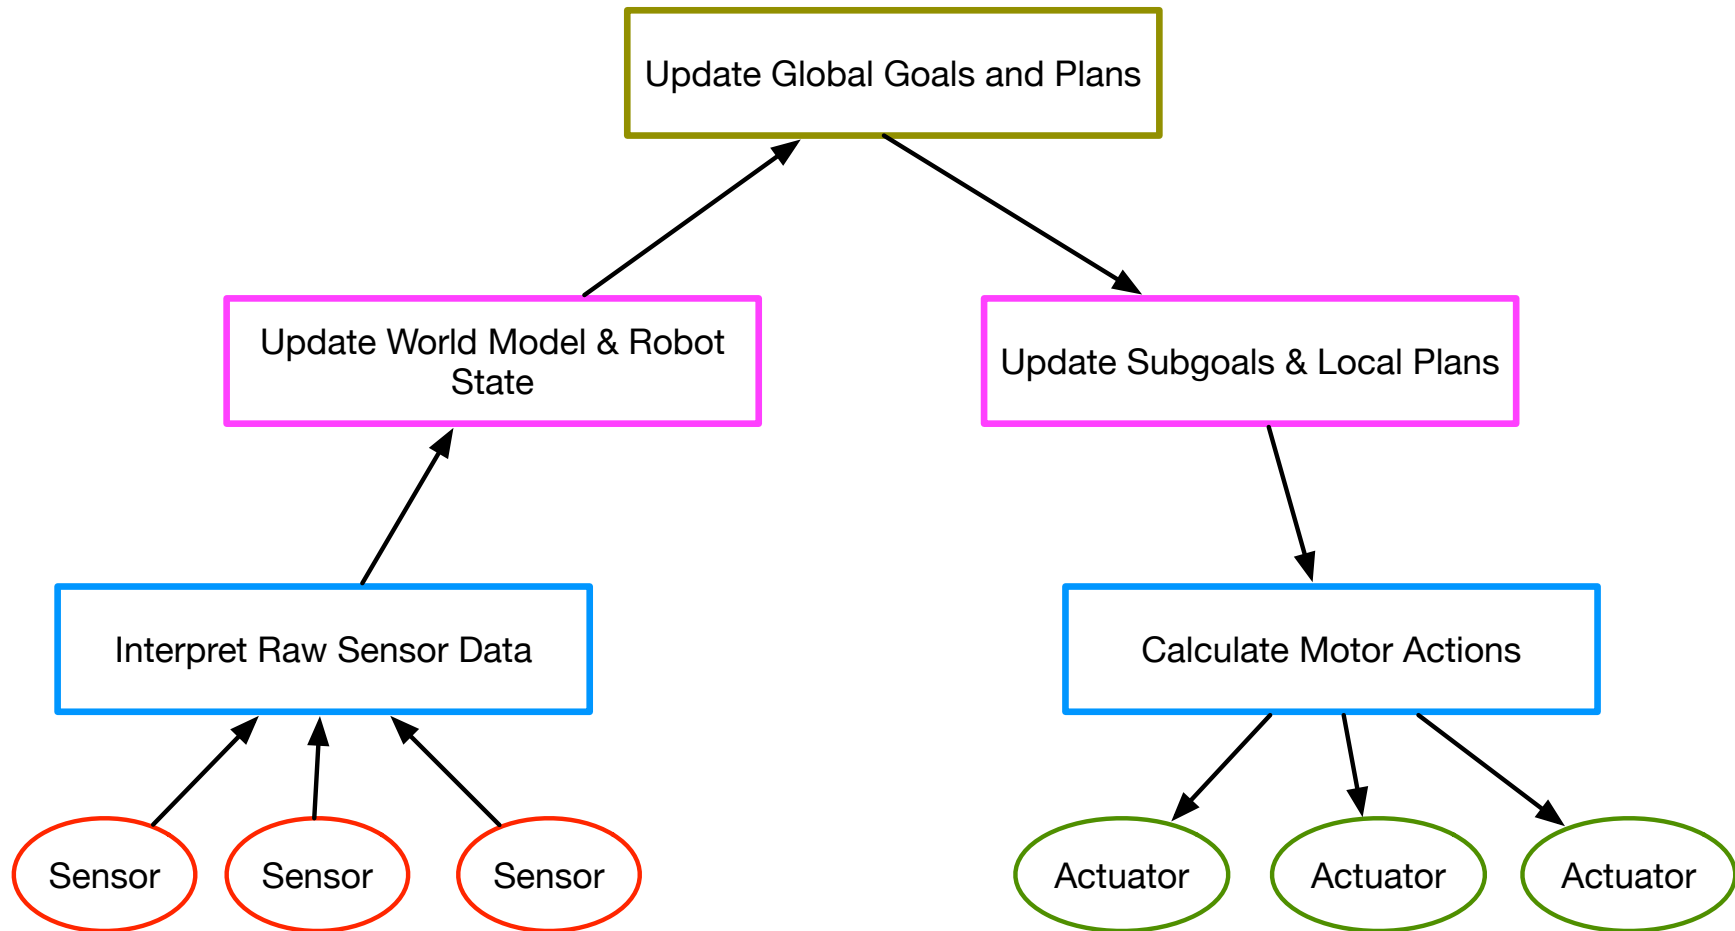 Update Global Goals and Plans
Update World Model & Robot
State
Update Subgoals & Local Plans
Interpret Raw Sensor Data
Calculate Motor Actions
Sensor
Sensor
Sensor
Actuator
Actuator
Actuator